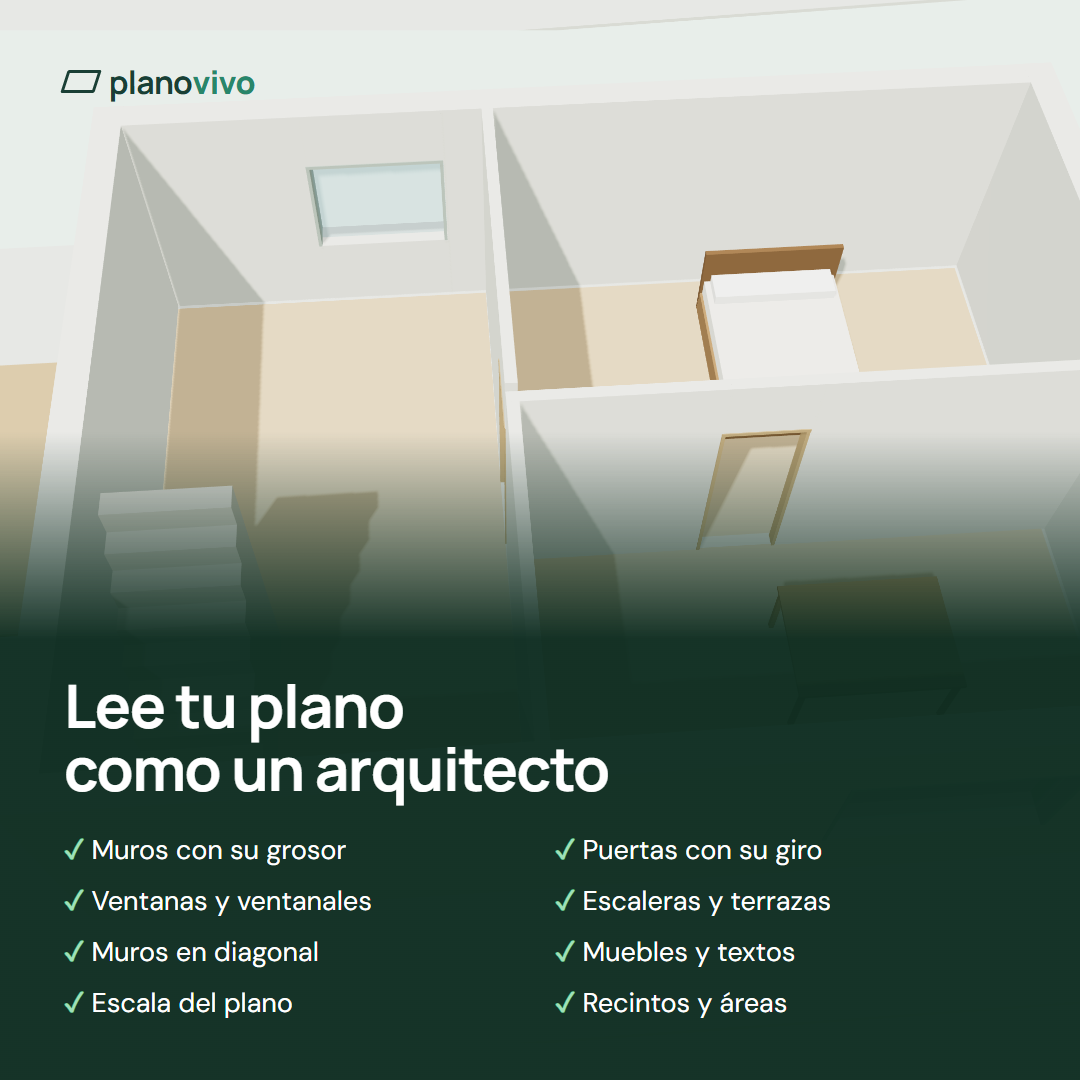 planovivo
Lee tu plano
como un arquitecto
✓ Muros con su grosor
✓ Puertas con su giro
✓ Ventanas y ventanales
✓ Escaleras y terrazas
✓ Muros en diagonal
✓ Muebles y textos
✓ Escala del plano
✓ Recintos y áreas